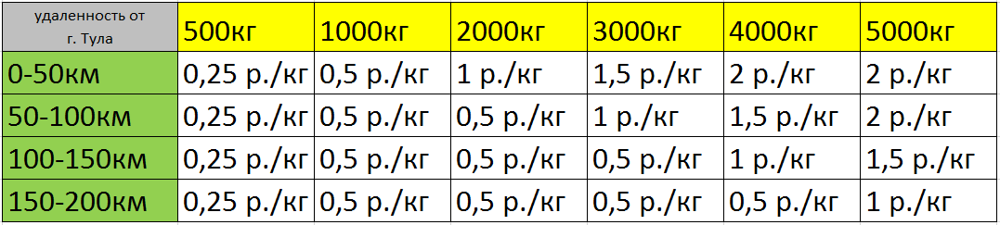 удаленность от
г. Тула
500кг 1000кг 2000кг 3000кг 4000кг 5000кг
0-50км 0,25 р./кг 0,5 р./кг 1 р./кг 1,5 р./кг 2 р./кг 2 р./кг
50-100км 0,25 р./кг 0,5 р./кг 0,5 р./кг 1 р./кг 1,5 р./кг 2 р./кг
100-150км 0,25 р./кг 0,5 р./кг 0,5 р./кг 0,5 р./кг 1 р./кг 1,5 р./кг
150-200км 0,25 р./кг 0,5 р./кг 0,5 р./кг 0,5 р./кг 0,5 р./кг 1 р./кг